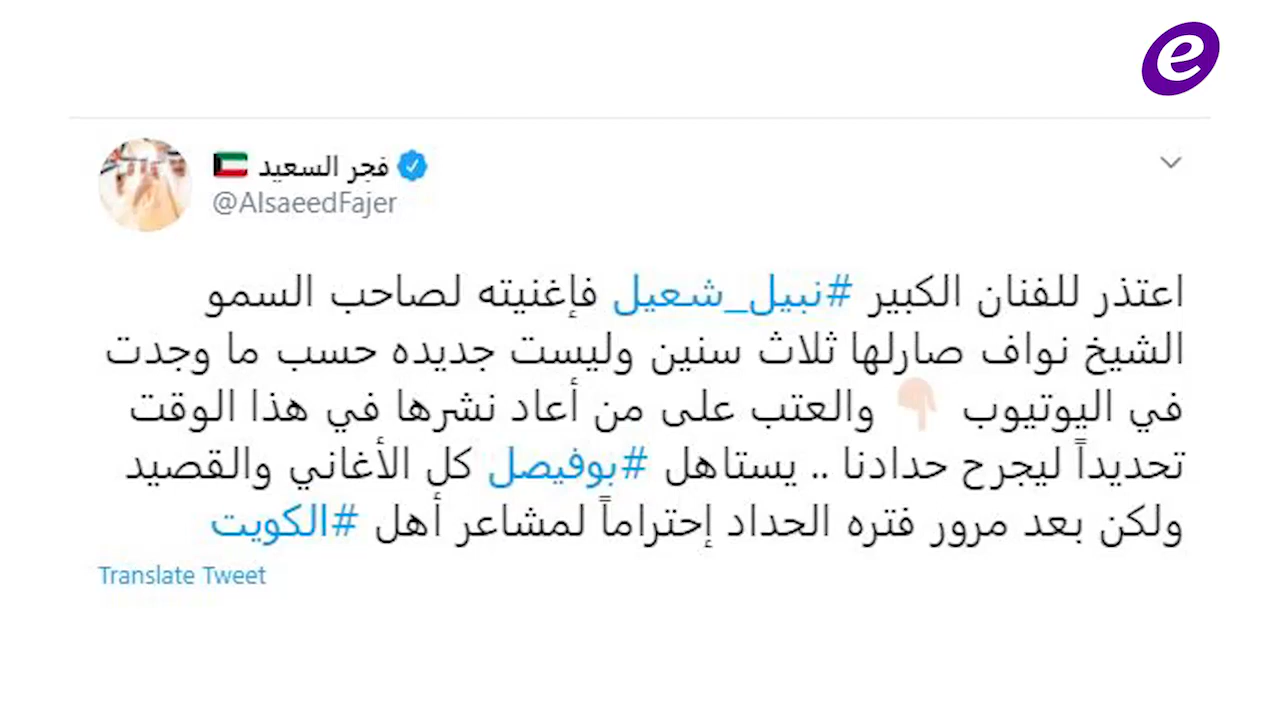 e
فجر السعيد 🇰🇼
@AlsaeedFajer
اعتذر للفنان الكبير #نبيل_شعيل فإغنيته لصاحب السمو
الشيخ نواف صارلها ثلاث سنين وليست جديده حسب ما وجدت
في اليوتيوب 👇🏻 والعتب على من أعاد نشرها في هذا الوقت
تحديداً ليجرح حدادنا .. يستاهل #بوفيصل كل الأغاني والقصيد
ولكن بعد مرور فتره الحداد إحتراماً لمشاعر أهل #الكويت
Translate Tweet